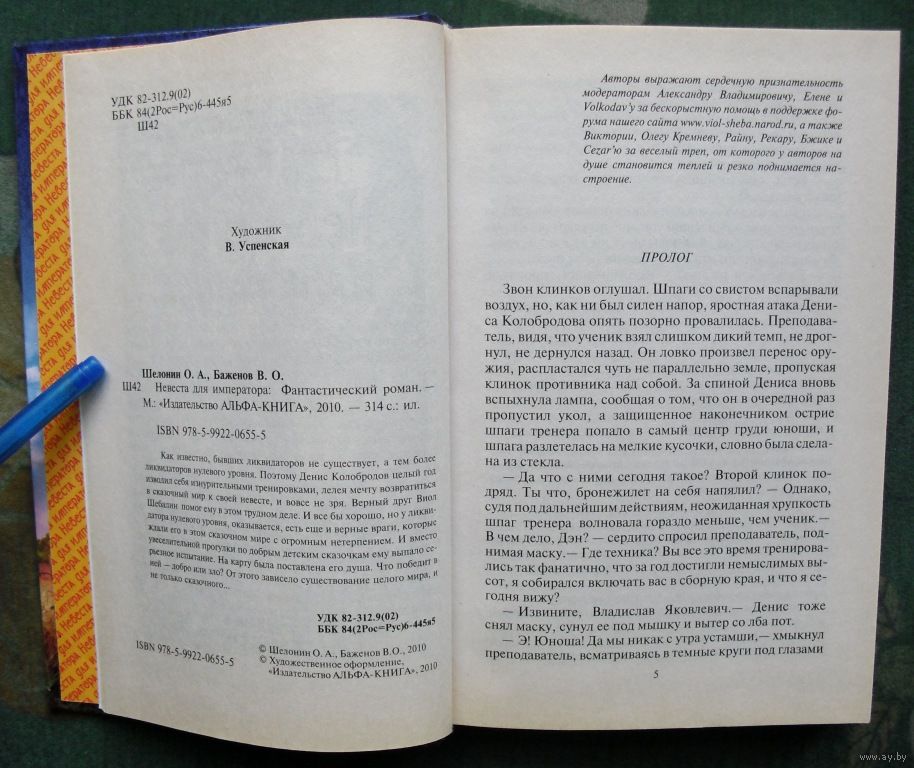 УДК 82-312.9(02)
ББК 84(2Рос=Рус)6-445я5
Ш42
Художник
В. Успенская
Шелонин О. А., Баженов В. О.
Ш42 Невеста для императора: Фантастический роман. —
М.: «Издательство АЛЬФА-КНИГА», 2010. — 314 с.: ил.
ISBN 978-5-9922-0655-5
Как известно, бывших ликвидаторов не существует, а тем более
ликвидаторов нулевого уровня. Поэтому Денис Колобродов целый год
изводил себя изнурительными тренировками, лелея мечту возвратиться
в сказочный мир к своей невесте, и вовсе не зря. Верный друг Виол
Шебалин помог ему в этом трудном деле. И все бы хорошо, но у ликви-
датора нулевого уровня, оказывается, есть еще и верные враги, которые
ждали его в этом сказочном мире с огромным нетерпением. И вместо
увеселительной прогулки по добрым детским сказочкам ему выпало се-
рьезное испытание. На карту была поставлена его душа. Что победит в
ней — добро или зло? От этого зависело существование целого мира, и
не только сказочного...
УДК 82-312.9(02)
ББК 84(2Рос=Рус)6-445я5
© Шелонин О. А., Баженов В.О., 2010
© Художественное оформление,
ISBN 978-5-9922-0655-5 «Издательство АЛЬФА-КНИГА», 2010
Авторы выражают сердечную признательность
модераторам Александру Владимировичу, Елене и
Volkodav'у за бескорыстную помощь в поддержке фо-
рума нашего сайта www.viol-sheba.narod.ru, а также
Виктории, Олегу Кремневу, Райну, Рекару, Бжике и
Cezar'ю за веселый треп, от которого у авторов на
душе становится теплей и резко поднимается на-
строение.
ПРОЛОГ
Звон клинков оглушал. Шпаги со свистом вспарывали
воздух, но, как ни был силен напор, яростная атака Дени-
са Колобродова опять позорно провалилась. Преподава-
тель, видя, что ученик взял слишком дикий темп, не дрог-
нул, не дернулся назад. Он ловко произвел перенос ору-
жия, распластался чуть не параллельно земле, пропуская
клинок противника над собой. За спиной Дениса вновь
вспыхнула лампа, сообщая о том, что он в очередной раз
пропустил укол, а защищенное наконечником острие
шпаги тренера попало в самый центр груди юноши, и
шпага разлетелась на мелкие кусочки, словно была сдела-
на из стекла.
— Да что с ними сегодня такое? Второй клинок по-
дряд. Ты что, бронежилет на себя напялил? — Однако,
судя по дальнейшим действиям, неожиданная хрупкость
шпаг тренера волновала гораздо меньше, чем ученик.—
В чем дело, Дэн? — сердито спросил преподаватель, под-
нимая маску.— Где техника? Вы все это время тренирова-
лись так фанатично, что за год достигли немыслимых вы-
сот, я собирался включать вас в сборную края, и что я се-
годня вижу?
— Извините, Владислав Яковлевич.— Денис тоже
снял маску, сунул ее под мышку и вытер со лба пот.
— Э! Юноша! Да мы никак с утра уставши,— хмыкнул
преподаватель, всматриваясь в темные круги под глазами
5
www.ay.by